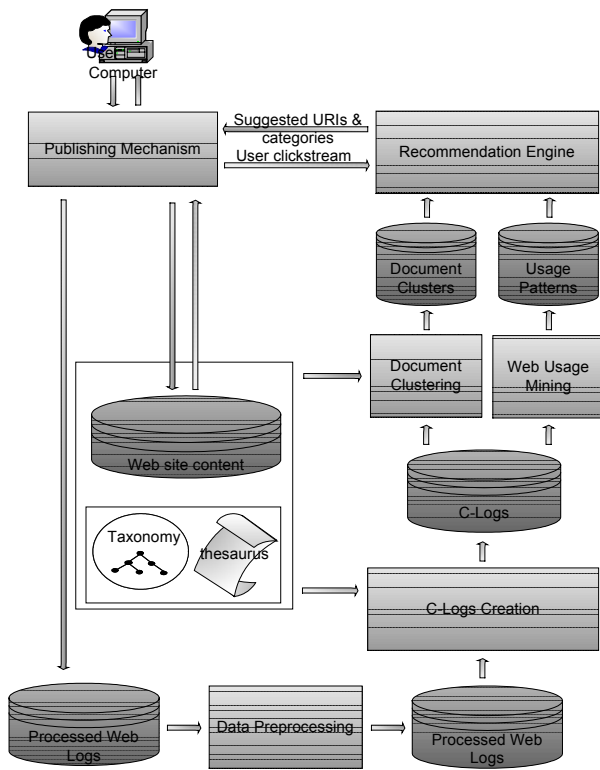 User
Computer
Publishing Mechanism
Suggested URIs &
categories
User clickstream
Recommendation Engine
Document
Clusters
Usage
Patterns
Document
Clustering
Web Usage
Mining
Web site content
C-Logs
Taxonomy
thesaurus
C-Logs Creation
Processed Web
Logs
Data Preprocessing
Processed Web
Logs